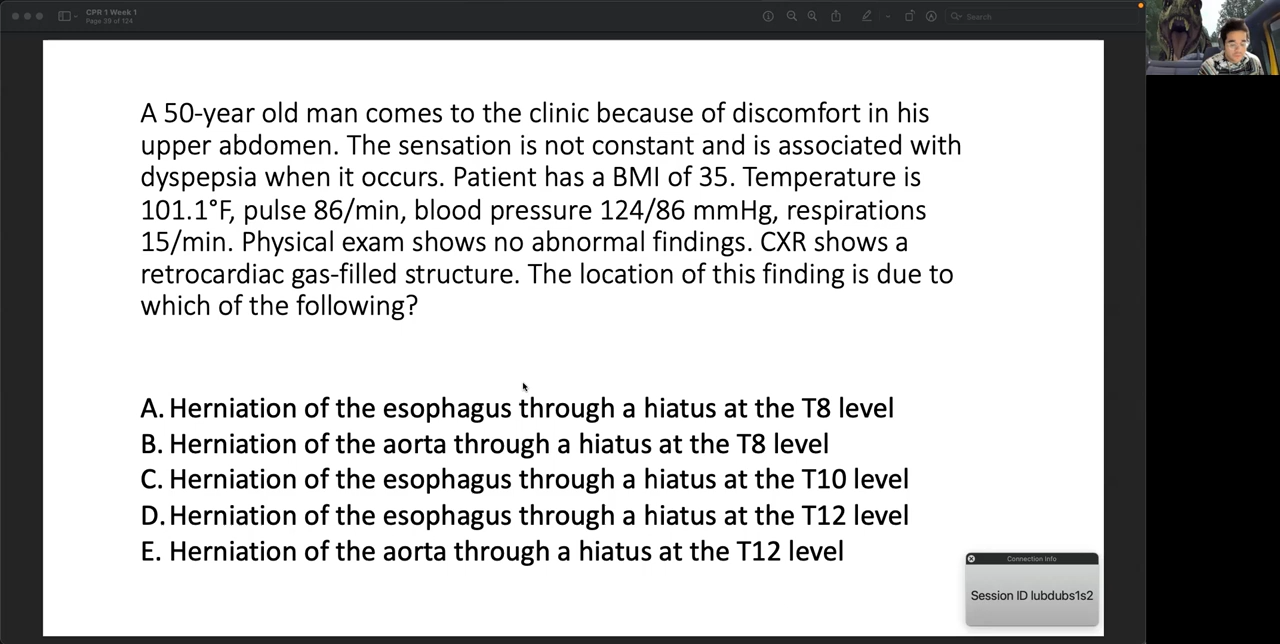 CPR 1 Week 1
Page 39 of 124
Search
A 50-year old man comes to the clinic because of discomfort in his
upper abdomen. The sensation is not constant and is associated with
dyspepsia when it occurs. Patient has a BMI of 35. Temperature is
101.1°F, pulse 86/min, blood pressure 124/86 mmHg, respirations
15/min. Physical exam shows no abnormal findings. CXR shows a
retrocardiac gas-filled structure. The location of this finding is due to
which of the following?
A. Herniation of the esophagus through a hiatus at the T8 level
B. Herniation of the aorta through a hiatus at the T8 level
C. Herniation of the esophagus through a hiatus at the T10 level
D. Herniation of the esophagus through a hiatus at the T12 level
E. Herniation of the aorta through a hiatus at the T12 level
Connection Info
Session ID lubdubs1s2